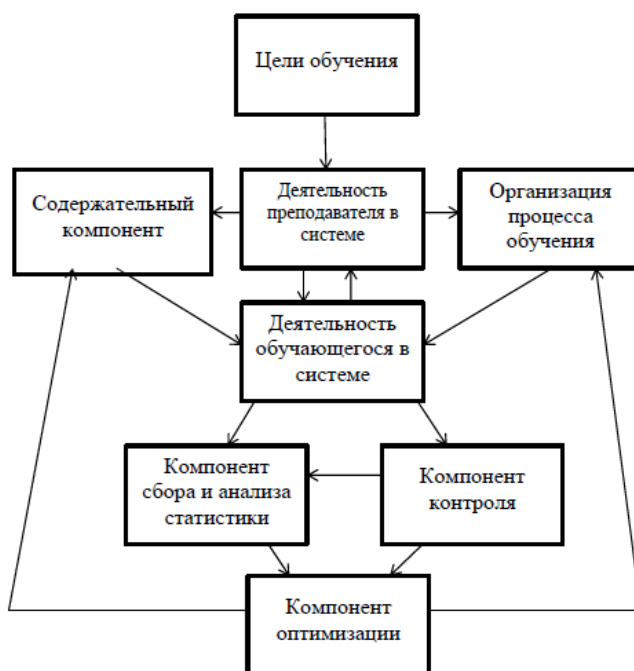 Цели обучения
Содержательный
компонент
Деятельность
преподавателя в
системе
Организация
процесса
обучения
Деятельность
обучающегося в
системе
Компонент
сбора и анализа
статистики
Компонент
контроля
Компонент
оптимизации